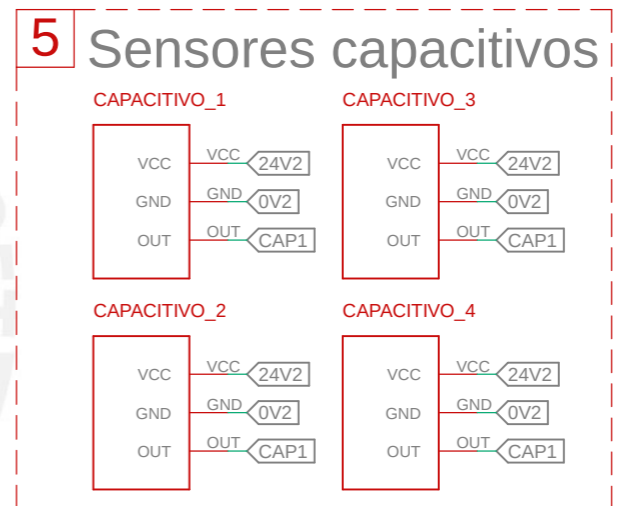 5 Sensores capacitivos
CAPACITIVO_1
VCC VCC 24V2
GND GND 0V2
OUT OUT CAP1
CAPACITIVO_3
VCC VCC 24V2
GND GND 0V2
OUT OUT CAP1
CAPACITIVO_2
VCC VCC 24V2
GND GND 0V2
OUT OUT CAP1
CAPACITIVO_4
VCC VCC 24V2
GND GND 0V2
OUT OUT CAP1